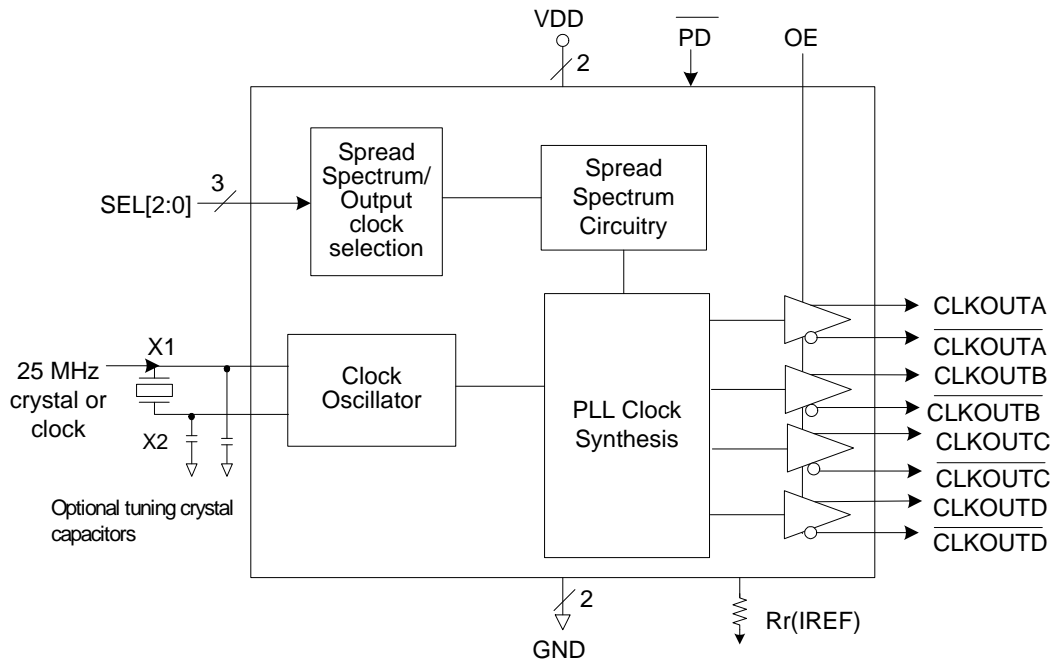 VDD
PD
OE
2
Spread
Spectrum/
Output
clock
selection
Spread
Spectrum
Circuitry
3
SEL[2:0]
CLKOUTA
CLKOUTA
CLKOUTB
CLKOUTB
CLKOUTC
CLKOUTC
CLKOUTD
CLKOUTD
X1
25 MHz
crystal or
clock
X2
Clock
Oscillator
PLL Clock
Synthesis
Optional tuning crystal
capacitors
2
GND
Rr(IREF)